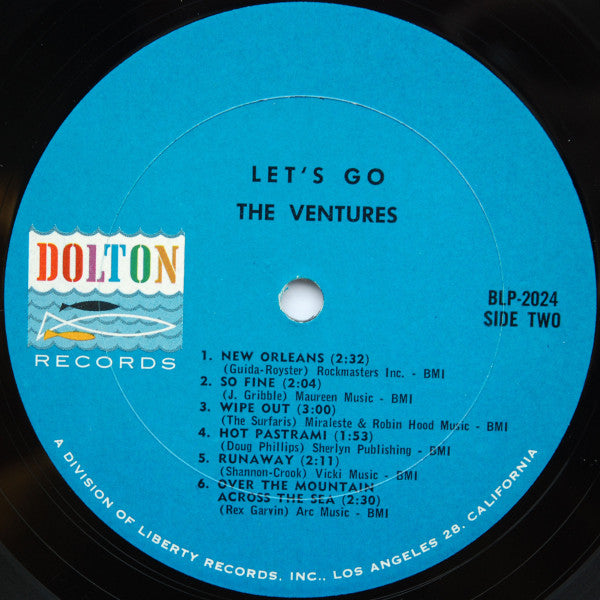 LET'S GO
THE VENTURES
DOLTON
RECORDS
BLP-2024
SIDE TWO
1. NEW ORLEANS (2:32)
(Guida-Royster) Rockmasters Inc. - BMI
2. SO FINE (2:04)
(J. Gribble) Maureen Music - BMI
3. WIPE OUT (3:00)
(The Surfaris) Miraleste & Robin Hood Music - BMI
4. HOT PASTRAMI (1:53)
(Doug Phillips) Sherlyn Publishing - BMI
5. RUNAWAY (2:11)
(Shannon-Crook) Vicki Music - BMI
6. OVER THE MOUNTAIN
ACROSS THE SEA (2:30)
(Rex Garvin) Arc Music - BMI
A DIVISION OF LIBERTY RECORDS, INC., LOS ANGELES 28, CALIFORNIA